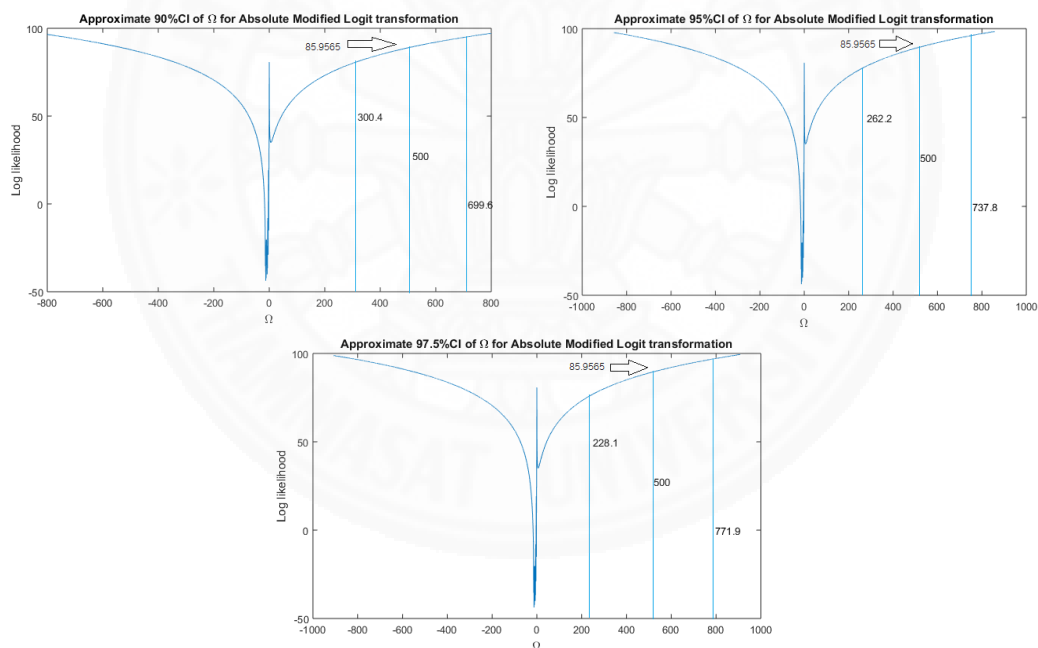 Approximate 90%CI of Ω for Absolute Modified Logit transformation
100
50
0
-50
Log likelihood
85.9565
300.4
500
699.6
-800 -600 -400 -200 0 200 400 600 800
Ω
Approximate 95%CI of Ω for Absolute Modified Logit transformation
100
50
0
-50
Log likelihood
85.9565
262.2
500
737.8
-1000 -800 -600 -400 -200 0 200 400 600 800 1000
Ω
Approximate 97.5%CI of Ω for Absolute Modified Logit transformation
100
50
0
-50
Log likelihood
85.9565
228.1
500
771.9
-1000 -800 -600 -400 -200 0 200 400 600 800 1000
Ω
THAMMASAT UNIVERSITY